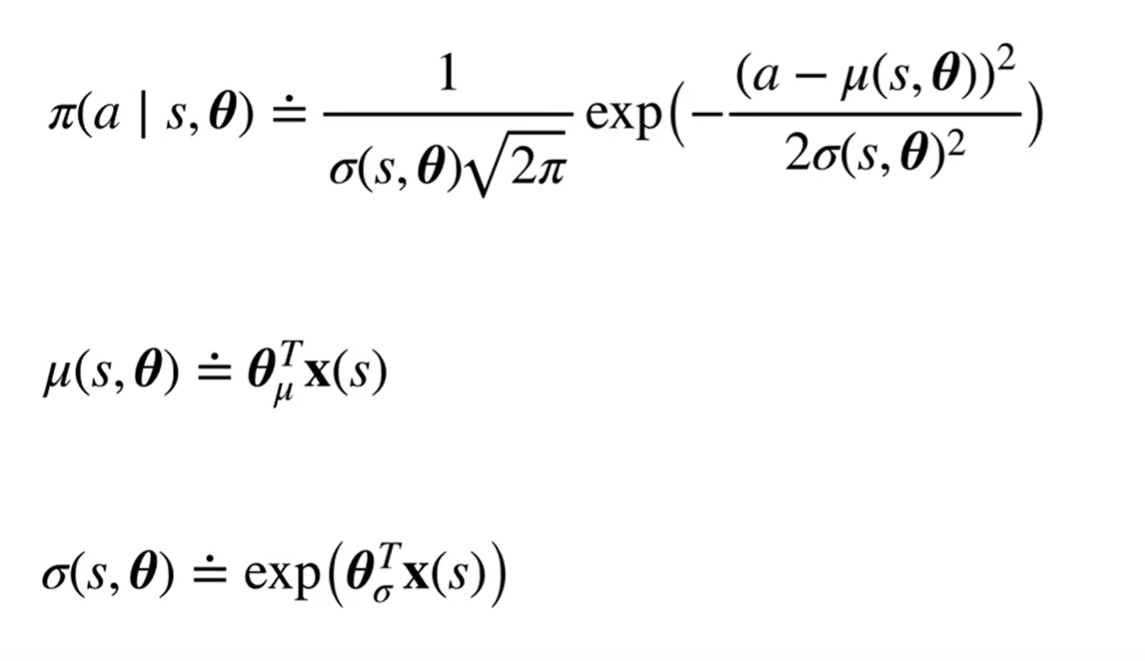 π(a | s, θ) ≐ 1 / (σ(s, θ)√2π) exp(−(a − μ(s, θ))² / 2σ(s, θ)²)
μ(s, θ) ≐ θ_μ^T x(s)
σ(s, θ) ≐ exp(θ_σ^T x(s))